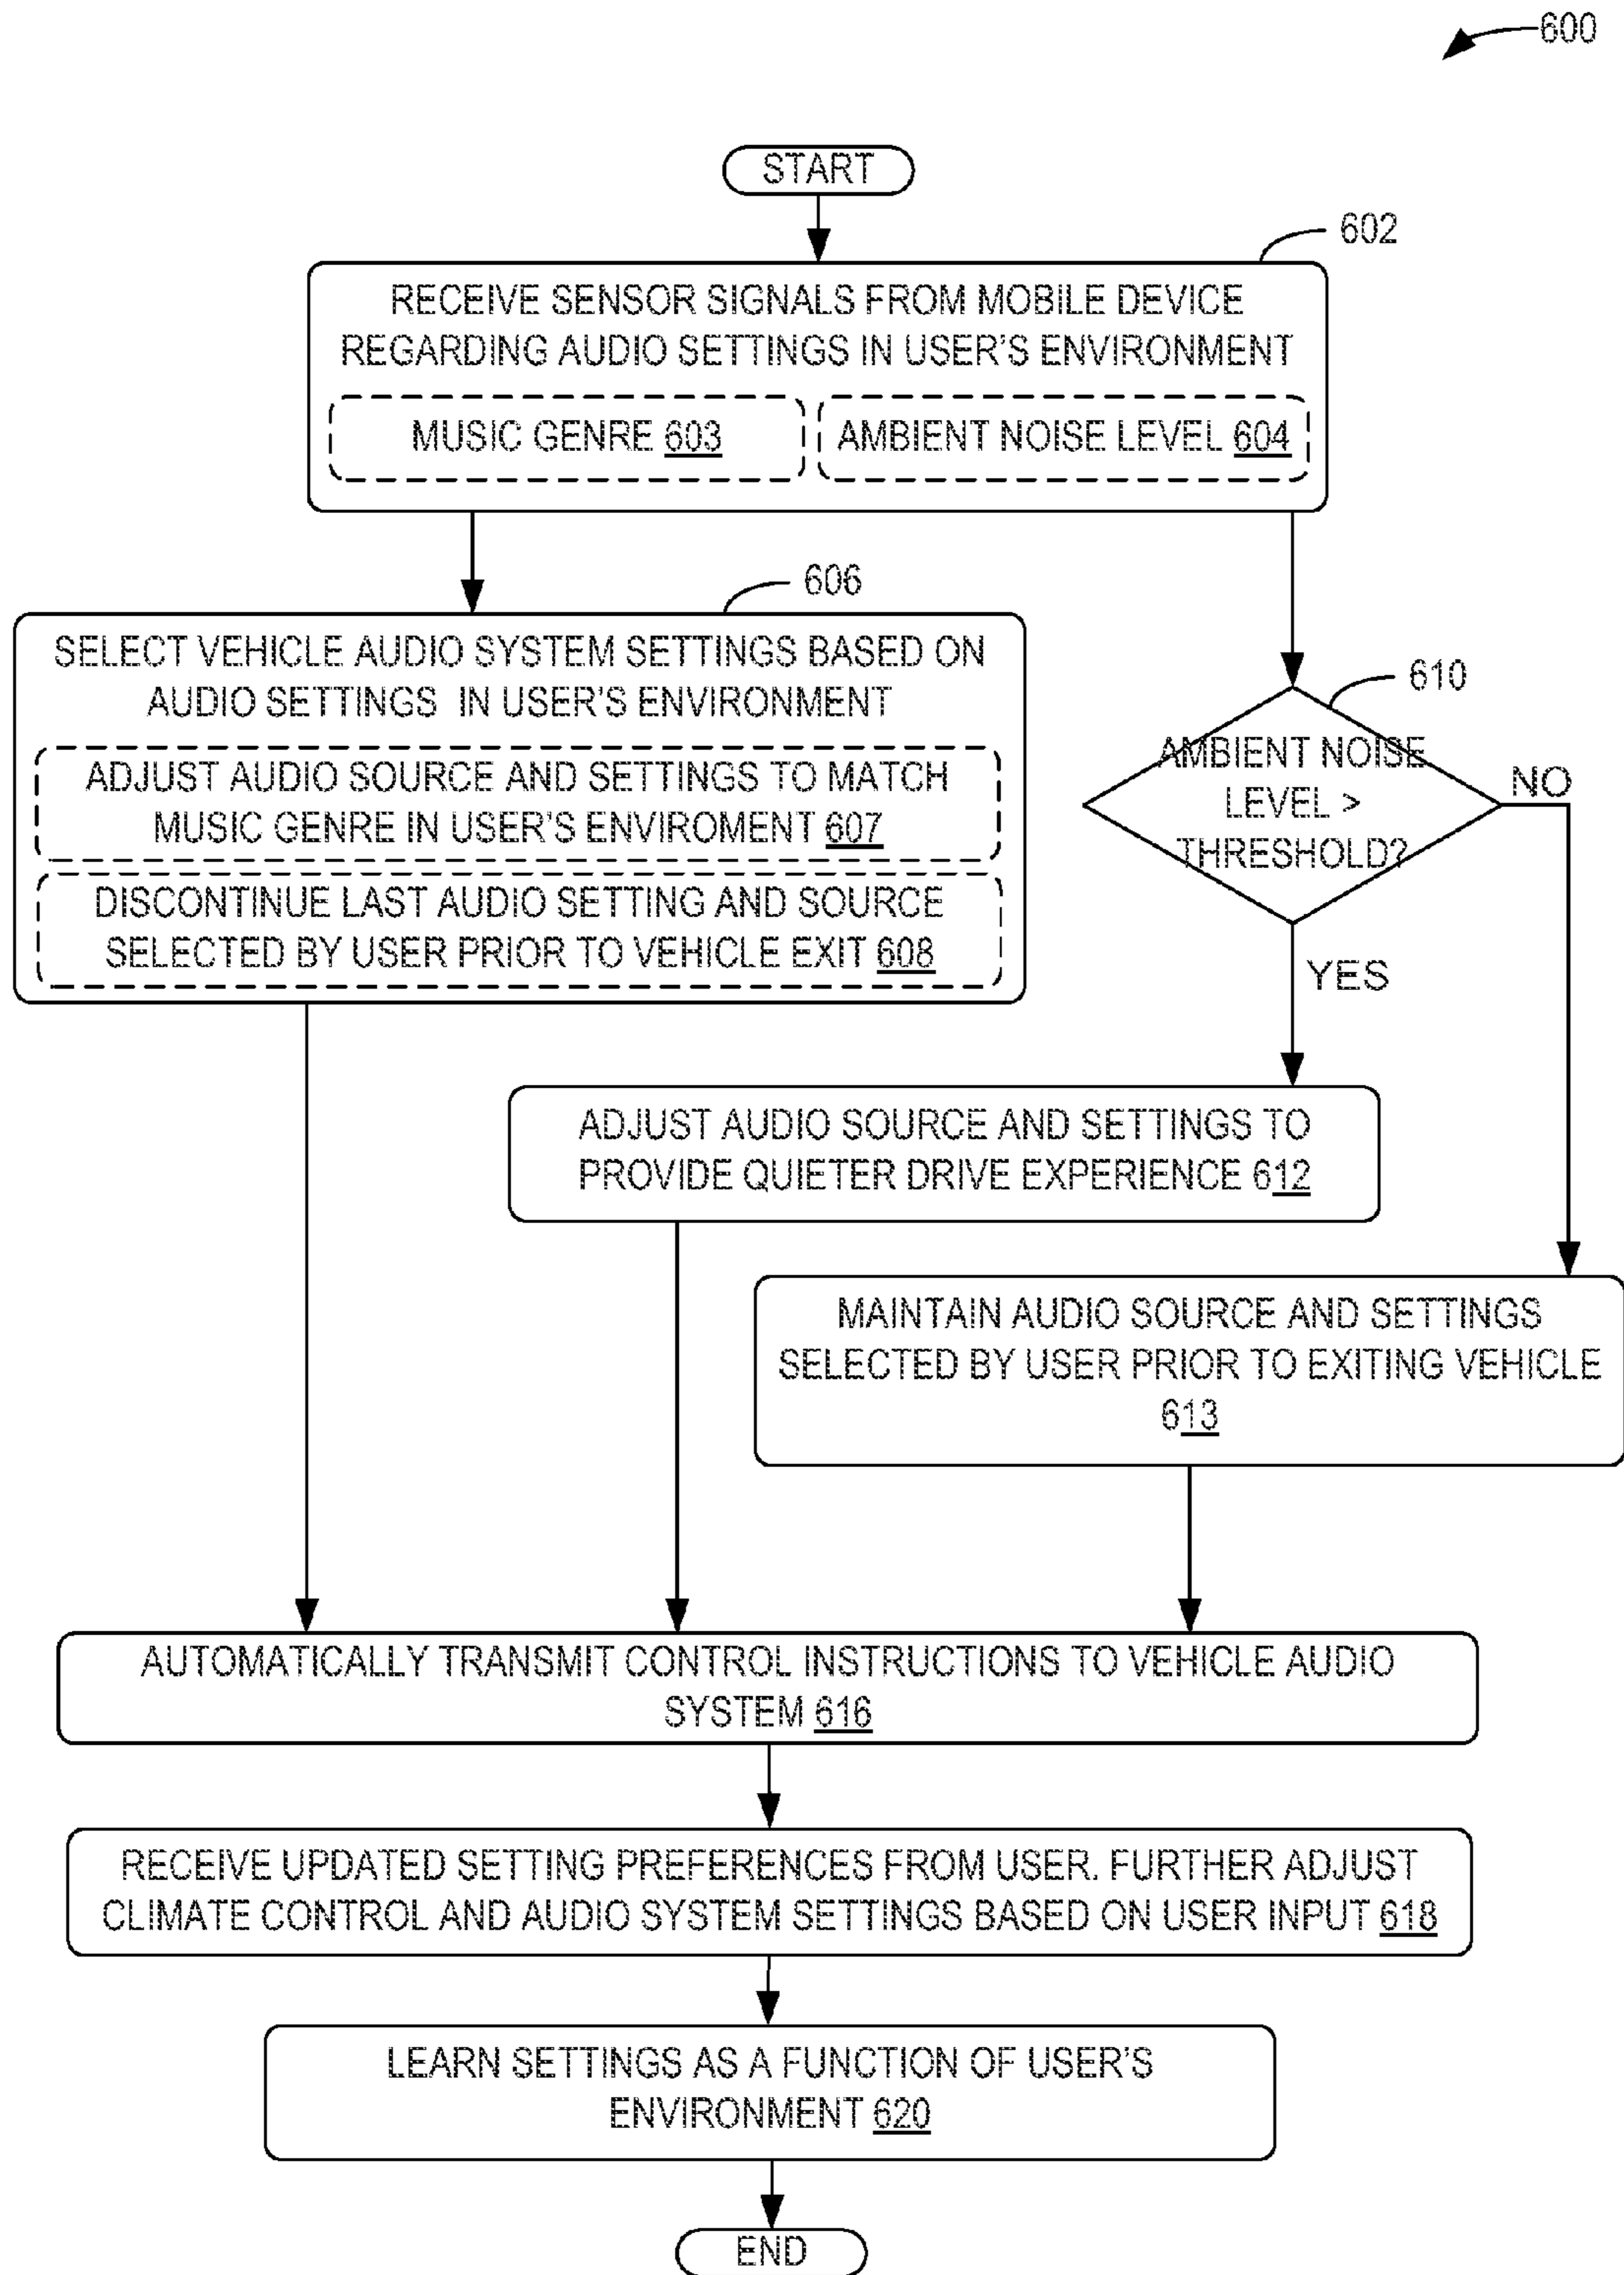 600
START
602
RECEIVE SENSOR SIGNALS FROM MOBILE DEVICE
REGARDING AUDIO SETTINGS IN USER'S ENVIRONMENT
MUSIC GENRE 603
AMBIENT NOISE LEVEL 604
606
SELECT VEHICLE AUDIO SYSTEM SETTINGS BASED ON
AUDIO SETTINGS IN USER'S ENVIRONMENT
ADJUST AUDIO SOURCE AND SETTINGS TO MATCH
MUSIC GENRE IN USER'S ENVIROMENT 607
DISCONTINUE LAST AUDIO SETTING AND SOURCE
SELECTED BY USER PRIOR TO VEHICLE EXIT 608
610
AMBIENT NOISE
LEVEL >
THRESHOLD?
NO
YES
ADJUST AUDIO SOURCE AND SETTINGS TO
PROVIDE QUIETER DRIVE EXPERIENCE 612
MAINTAIN AUDIO SOURCE AND SETTINGS
SELECTED BY USER PRIOR TO EXITING VEHICLE
613
AUTOMATICALLY TRANSMIT CONTROL INSTRUCTIONS TO VEHICLE AUDIO
SYSTEM 616
RECEIVE UPDATED SETTING PREFERENCES FROM USER. FURTHER ADJUST
CLIMATE CONTROL AND AUDIO SYSTEM SETTINGS BASED ON USER INPUT 618
LEARN SETTINGS AS A FUNCTION OF USER'S
ENVIRONMENT 620
END